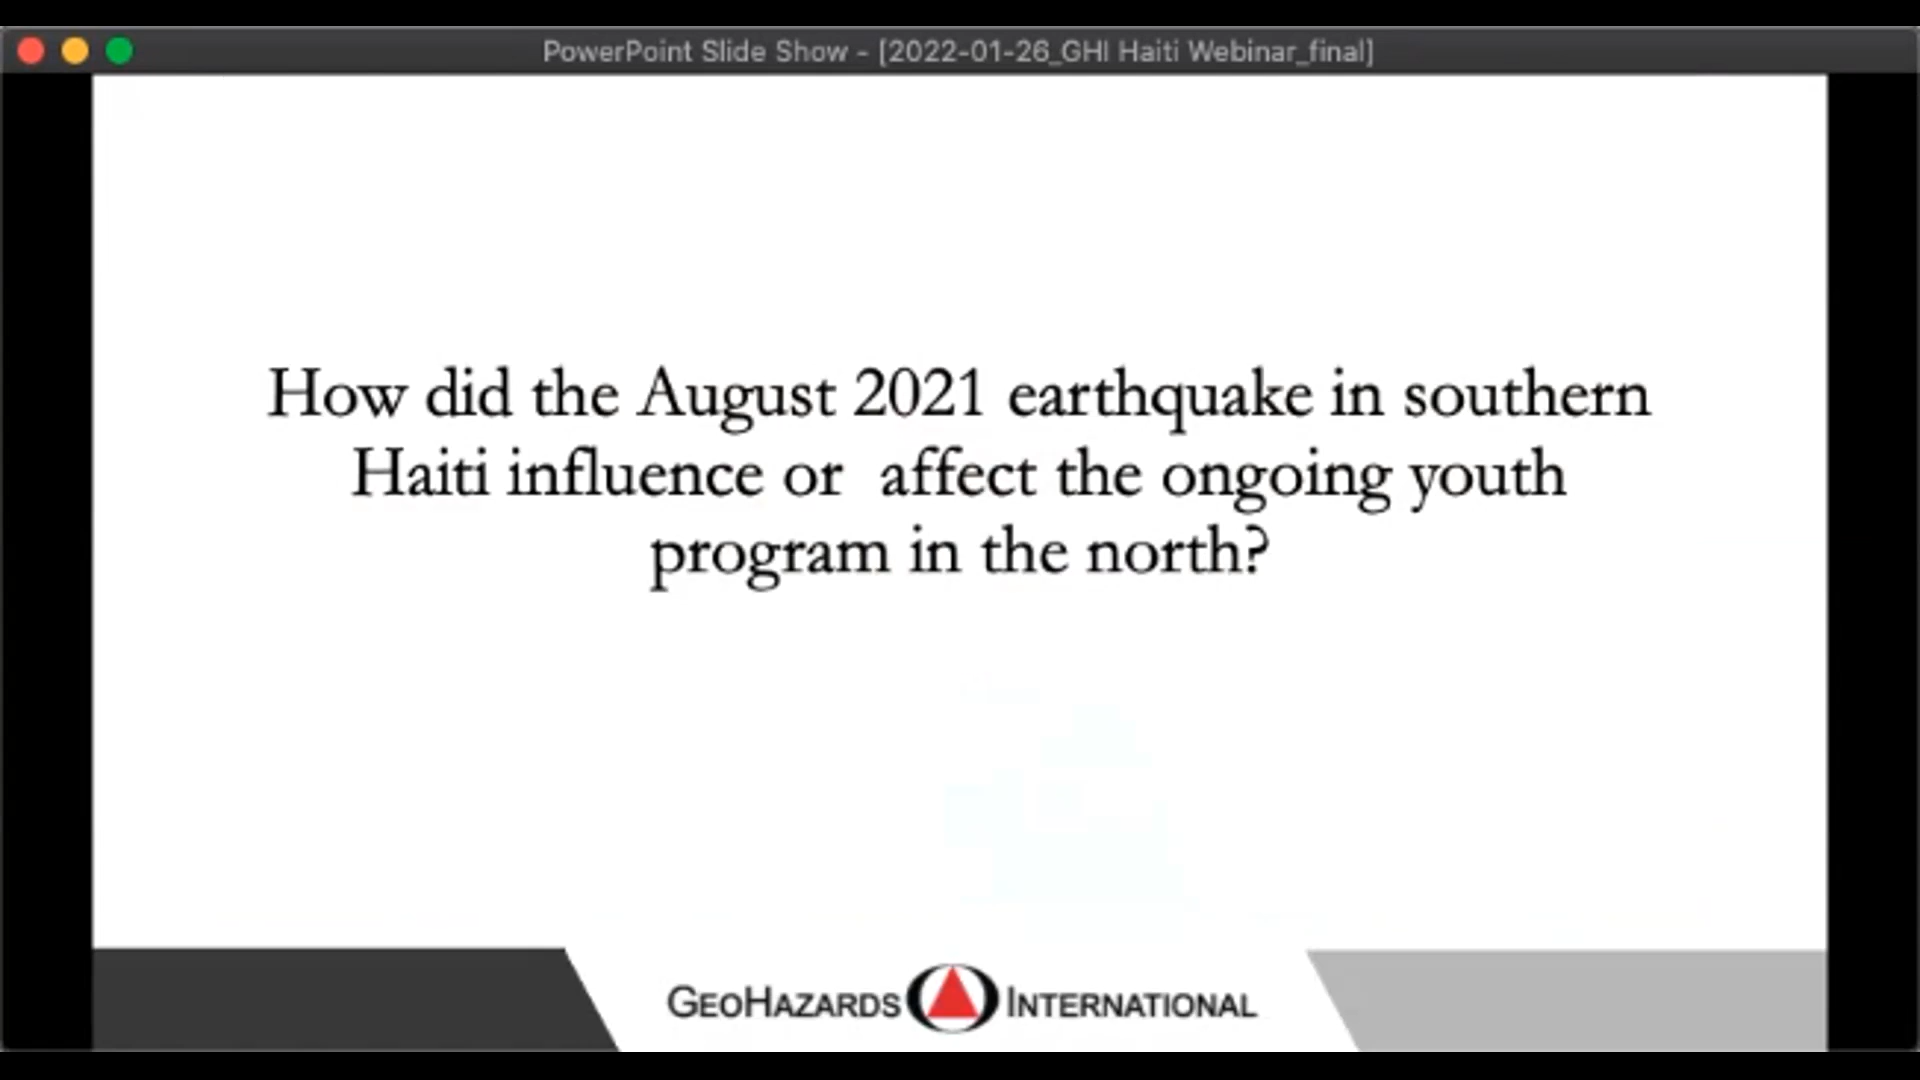 PowerPoint Slide Show - [2022-01-26_GHI Haiti Webinar_final]
How did the August 2021 earthquake in southern
Haiti influence or  affect the ongoing youth
program in the north?
GEOHAZARDS INTERNATIONAL